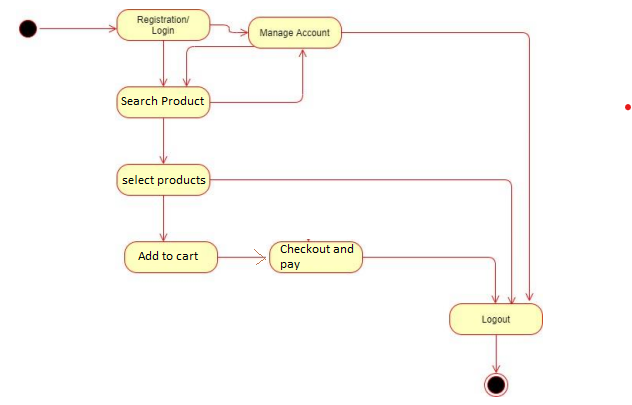 Registration/
Login
Manage Account
Search Product
select products
Add to cart
Checkout and
pay
Logout